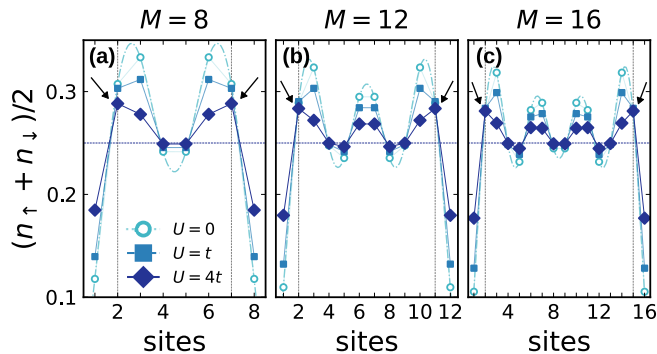 M = 8 M = 12 M = 16
(a) (b) (c)
(n↑ + n↓)/2
0.3
0.2
0.1
U = 0
U = t
U = 4t
2 4 6 8 2 4 6 8 10 12 4 8 12 16
sites sites sites